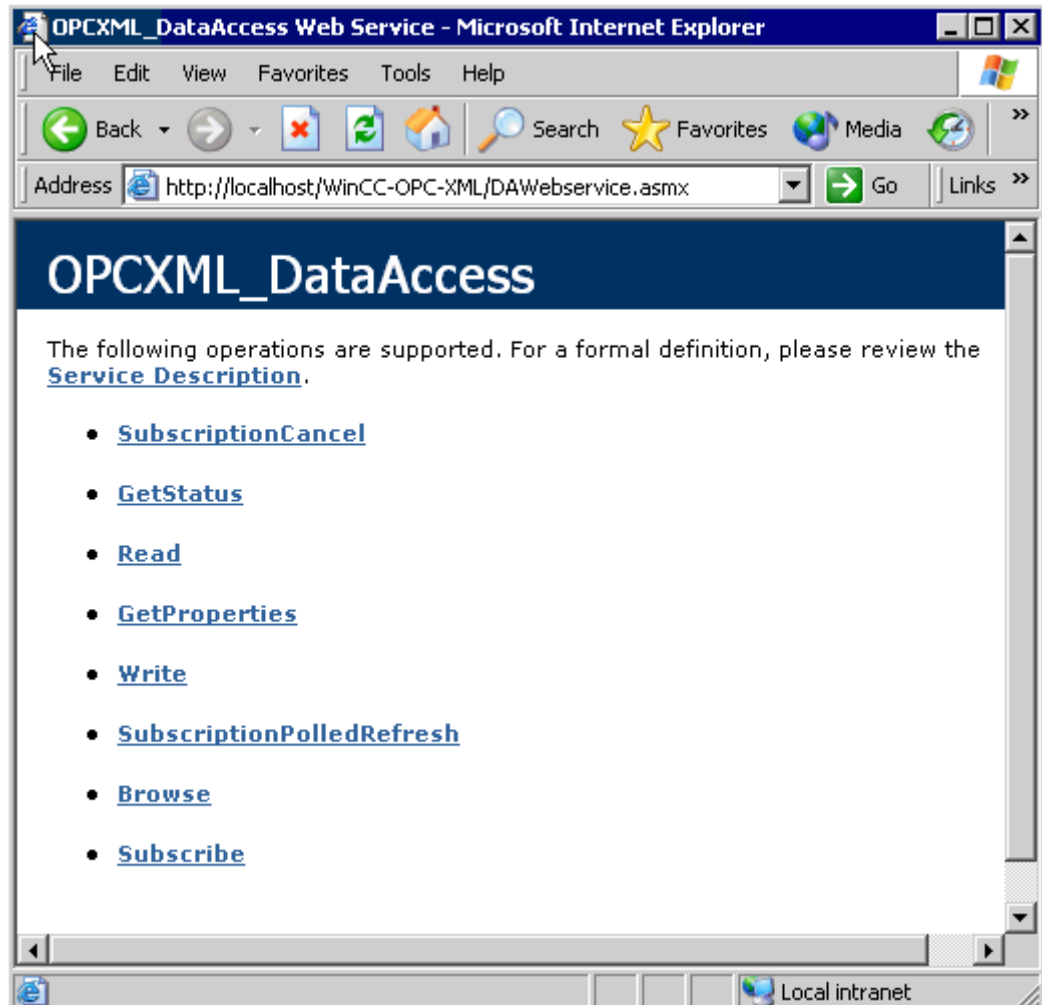 OPCXML_DataAccess Web Service - Microsoft Internet Explorer
File Edit View Favorites Tools Help
Back Search Favorites Media »
Address http://localhost/WinCC-OPC-XML/DAWebservice.asmx Go Links »
OPCXML_DataAccess
The following operations are supported. For a formal definition, please review the
Service Description.
• SubscriptionCancel
• GetStatus
• Read
• GetProperties
• Write
• SubscriptionPolledRefresh
• Browse
• Subscribe
Local intranet